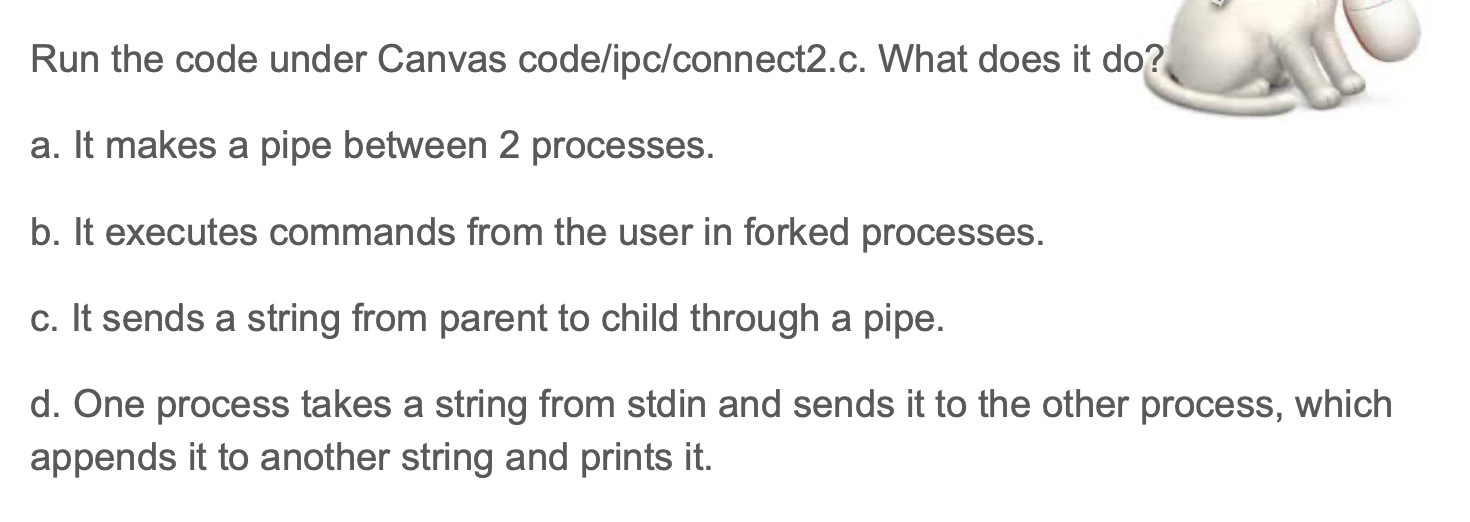 Run the code under Canvas code/ipc/connect2.c. What does it do?
a. It makes a pipe between 2 processes.
b. It executes commands from the user in forked processes.
c. It sends a string from parent to child through a pipe.
d. One process takes a string from stdin and sends it to the other process, which
appends it to another string and prints it.